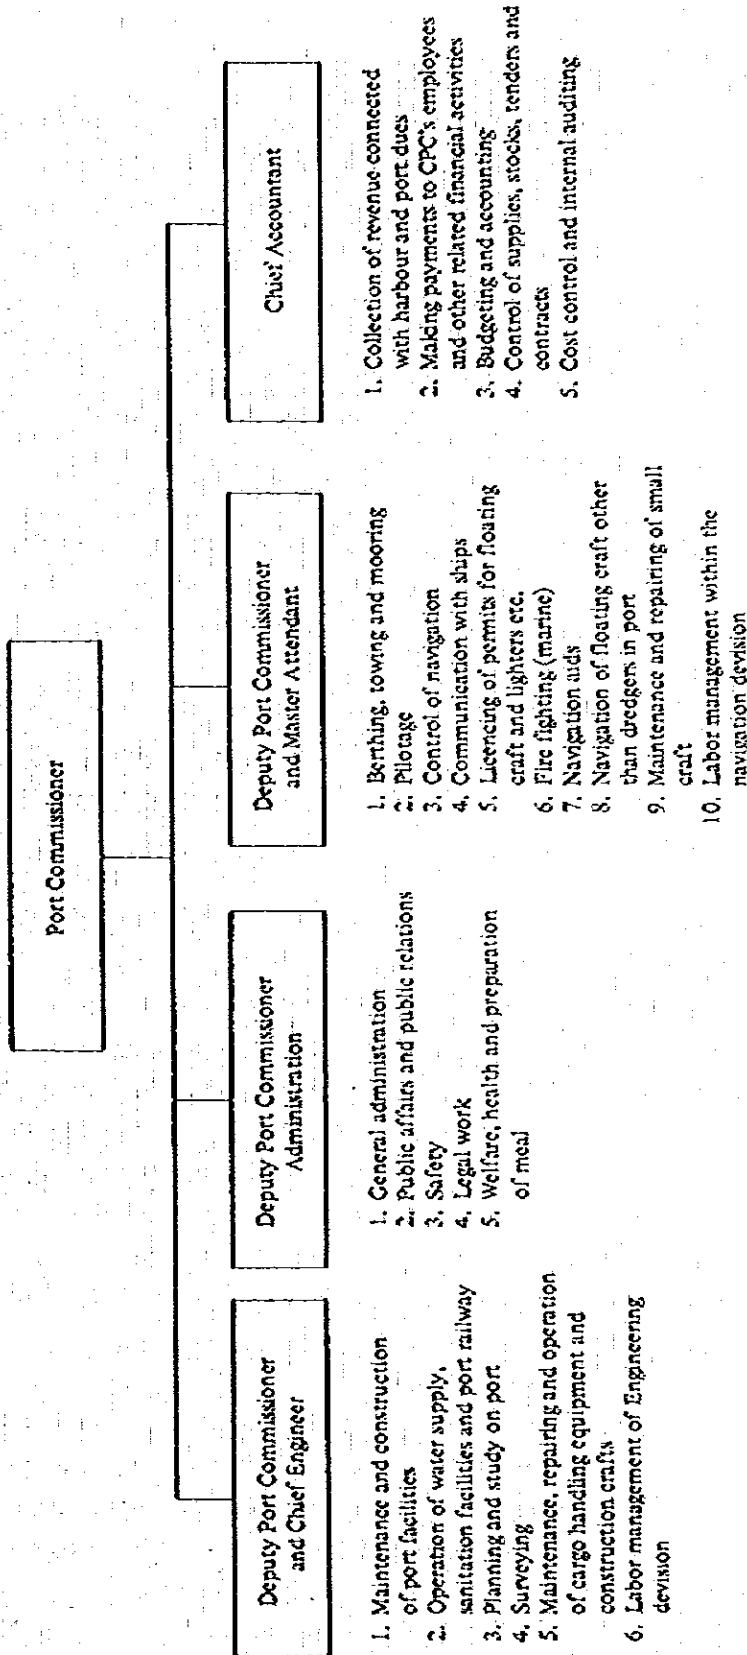 Port Commissioner
Deputy Port Commissioner
and Chief Engineer
1. Maintenance and construction
of port facilities
2. Operation of water supply,
sanitation facilities and port railway
3. Planning and study on port
4. Surveying
5. Maintenance, repairing and operation
of cargo handling equipment and
construction crafts
6. Labor management of Engineering
devision
Deputy Port Commissioner
Administration
1. General administration
2. Public affairs and public relations
3. Safety
4. Legal work
5. Welfare, health and preparation
of meal
Deputy Port Commissioner
and Master Attendant
1. Berthing, towing and mooring
2. Pilotage
3. Control of navigation
4. Communication with ships
5. Licencing of permits for floating
craft and lighters etc.
6. Fire fighting (marine)
7. Navigation aids
8. Navigation of floating craft other
than dredgers in port
9. Maintenance and repairing of small
craft
10. Labor management within the
navigation devision
Chief Accountant
1. Collection of revenue connected
with harbour and port dues
2. Making payments to CPC's employees
and other related financial activities
3. Budgeting and accounting
4. Control of supplies, stocks, tenders and
contracts
5. Cost control and internal auditing